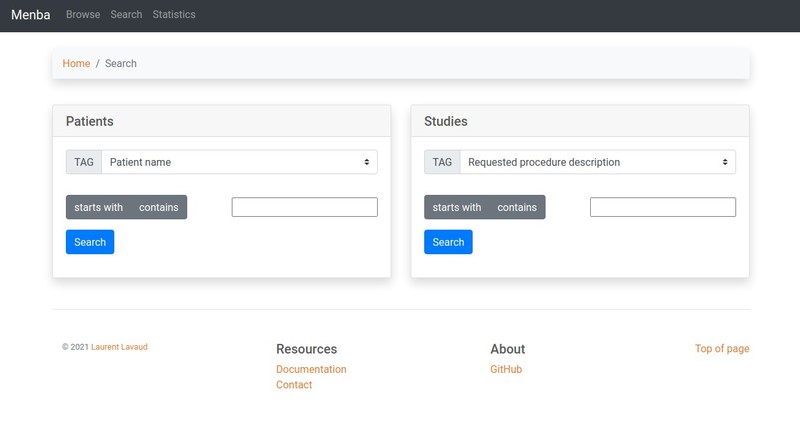 Menba Browse Search Statistics
Home / Search
Patients
TAG Patient name
starts with contains
Search
Studies
TAG Requested procedure description
starts with contains
Search
© 2021 Laurent Lavaud
Resources
Documentation
Contact
About
GitHub
Top of page